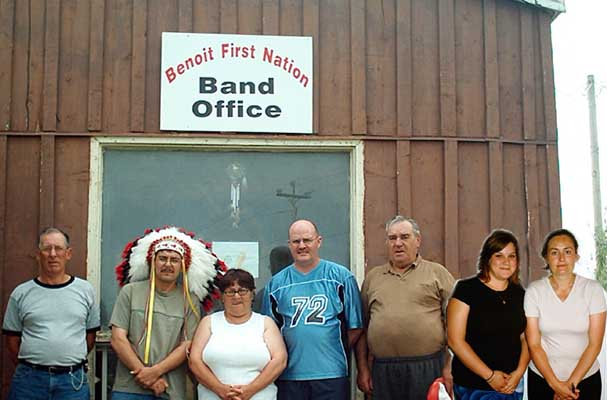 Benoit First Nation
Band
Office
72